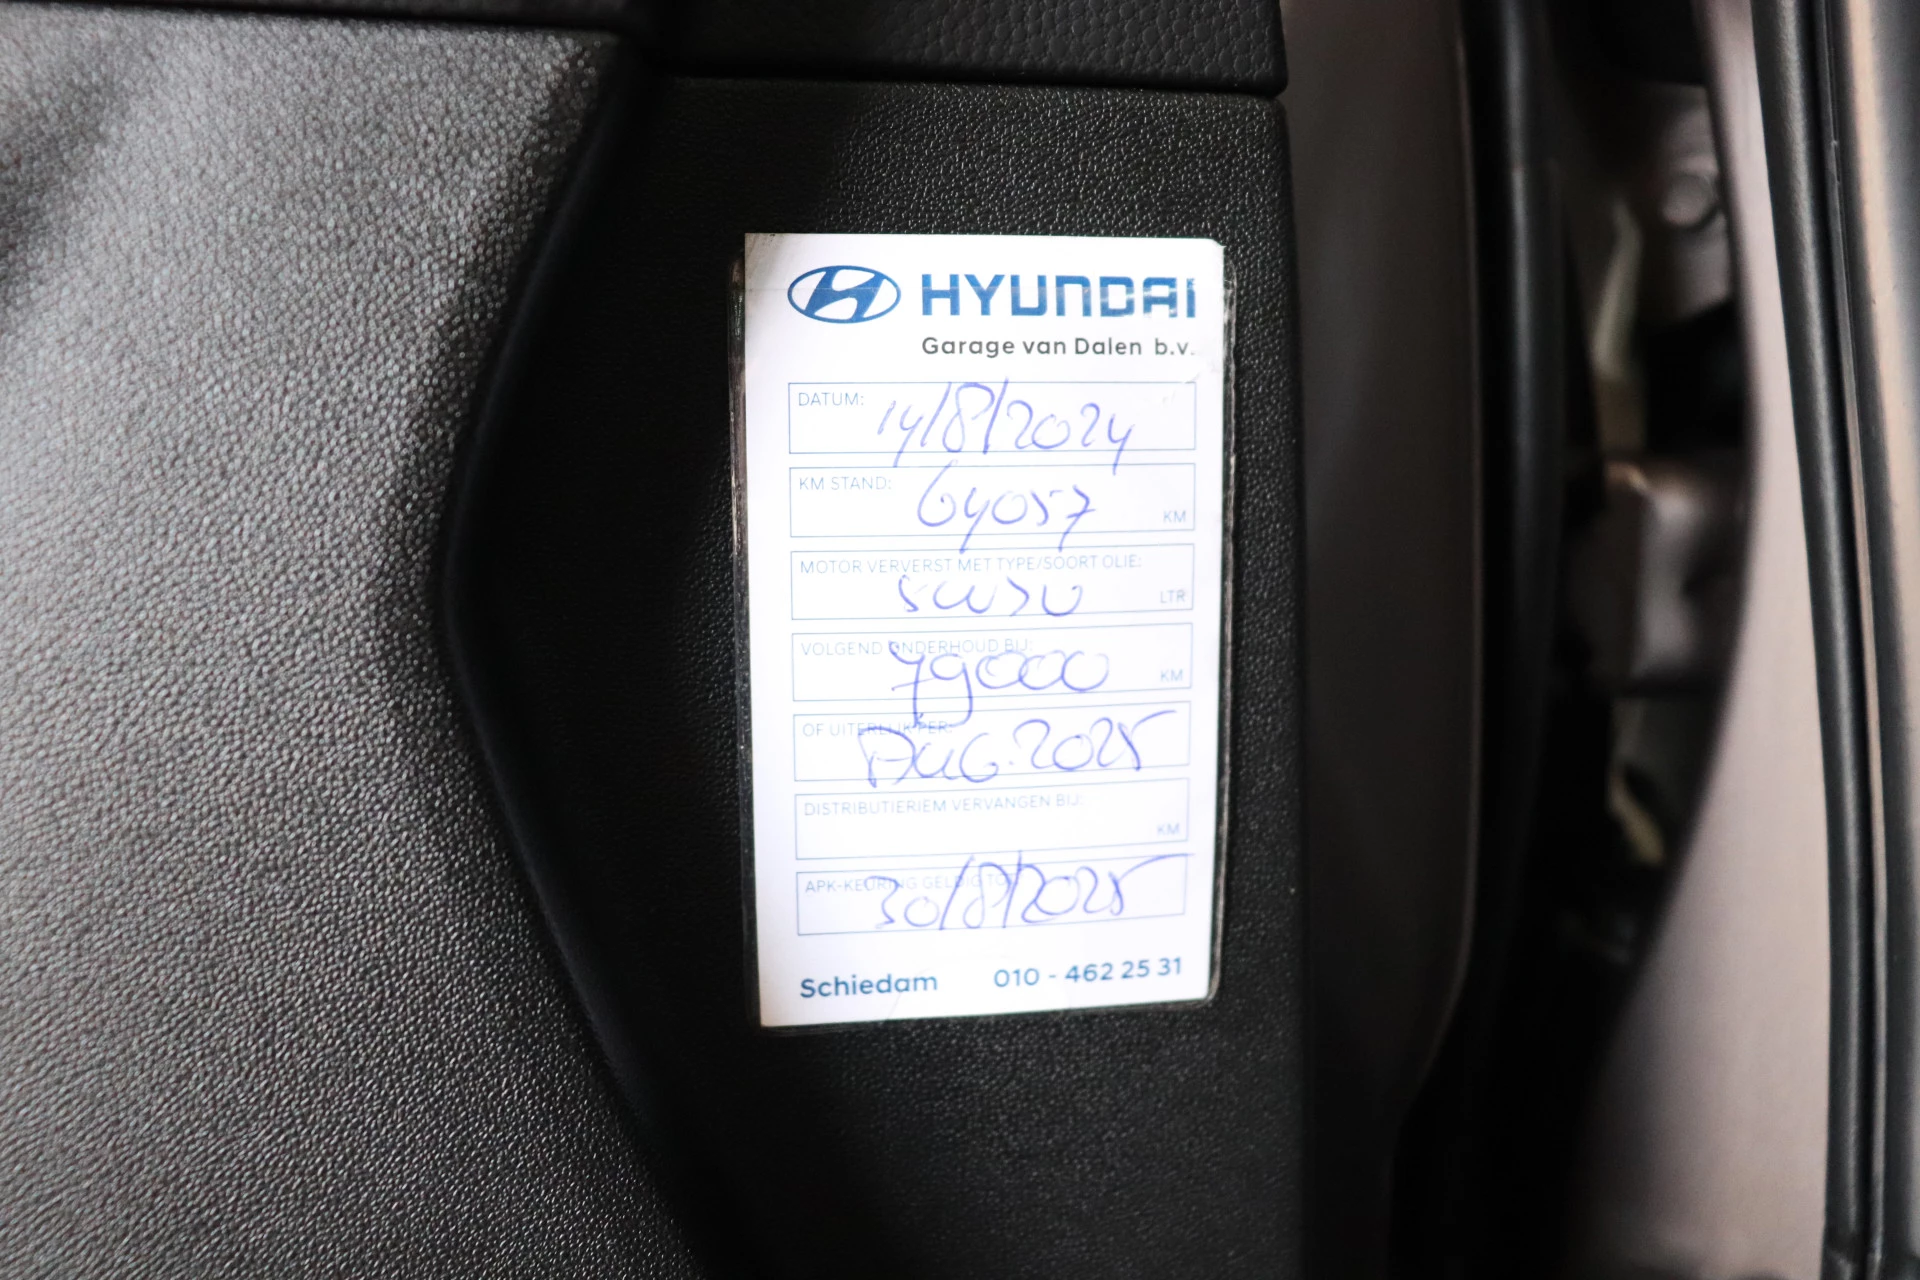 HYUNDAI
Garage van Dalen b.v.
DATUM: 14/8/2024
KM STAND: 64057 KM
MOTOR VERVERST MET TYPE/SOORT OLIE:
5W30 LTR
VOLGEND ONDERHOUD BIJ:
79000 KM
OF UITERLIJK PER:
AUG. 2025
DISTRIBUTIERIEM VERVANGEN BIJ:
KM
APK-KEURING GELDIG TOT:
30/8/2025
Schiedam 010 - 462 25 31